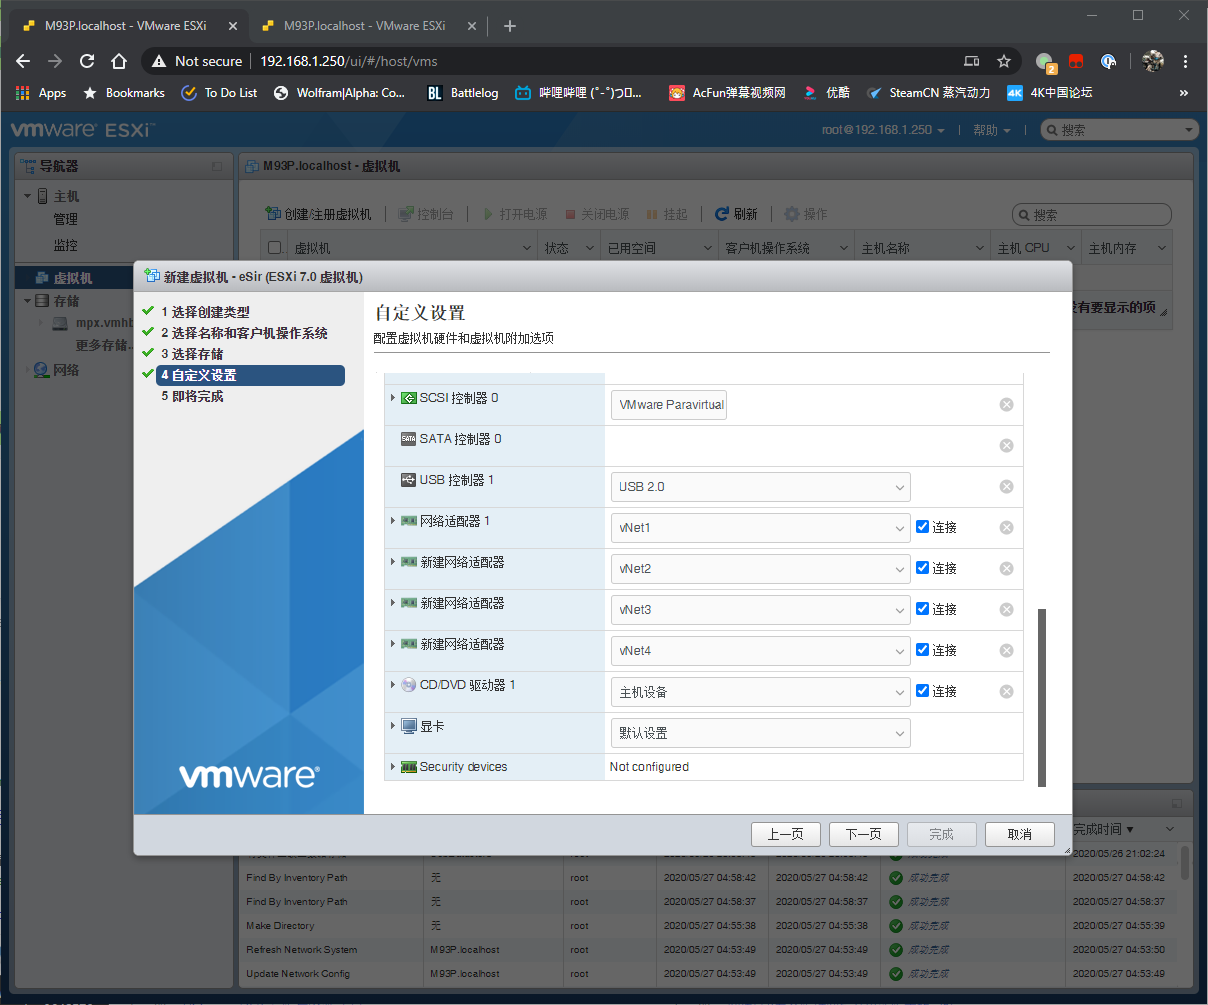 M93P.localhost - VMware ESXi
M93P.localhost - VMware ESXi
Not secure
192.168.1.250/ui/#/host/vms
2
Apps
Bookmarks
To Do List
Wolfram|Alpha: Co...
BL Battlelog
哔哩哔哩 (゜-゜)つロ...
AcFun弹幕视频网
优酷
SteamCN 蒸汽动力
4K 4K中国论坛
»
vmware ESXi™
root@192.168.1.250
帮助
搜索
导航器
主机
管理
监控
虚拟机
存储
mpx.vmhb
更多存储...
网络
M93P.localhost - 虚拟机
创建/注册虚拟机
控制台
打开电源
关闭电源
挂起
刷新
操作
搜索
虚拟机
状态
已用空间
客户机操作系统
主机名称
主机 CPU
主机内存
有要显示的项
新建虚拟机 - eSir (ESXi 7.0 虚拟机)
1 选择创建类型
2 选择名称和客户机操作系统
3 选择存储
4 自定义设置
5 即将完成
vmware®
自定义设置
配置虚拟机硬件和虚拟机附加选项
SCSI 控制器 0
VMware Paravirtual
SATA SATA 控制器 0
USB 控制器 1
USB 2.0
网络适配器 1
vNet1
连接
新建网络适配器
vNet2
连接
新建网络适配器
vNet3
连接
新建网络适配器
vNet4
连接
CD/DVD 驱动器 1
主机设备
连接
显卡
默认设置
Security devices
Not configured
上一页
下一页
完成
取消
完成时间 ▼
2020/05/26 21:02:24
Find By Inventory Path 无 root 2020/05/27 04:58:42 2020/05/27 04:58:42 成功完成 2020/05/27 04:58:42
Find By Inventory Path 无 root 2020/05/27 04:58:37 2020/05/27 04:58:37 成功完成 2020/05/27 04:58:37
Make Directory 无 root 2020/05/27 04:55:38 2020/05/27 04:55:38 成功完成 2020/05/27 04:55:39
Refresh Network System M93P.localhost root 2020/05/27 04:53:49 2020/05/27 04:53:49 成功完成 2020/05/27 04:53:50
Update Network Config M93P.localhost root 2020/05/27 04:53:49 2020/05/27 04:53:49 成功完成 2020/05/27 04:53:49